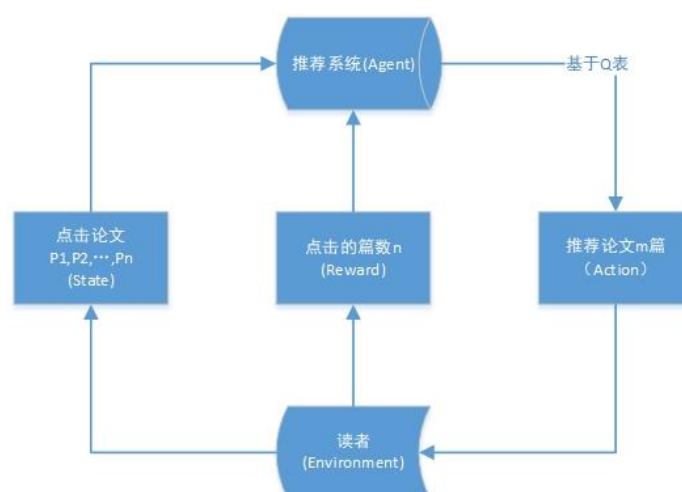 推荐系统(Agent)
基于Q表
点击论文
P1,P2,…,Pn
(State)
点击的篇数n
(Reward)
推荐论文m篇
（Action）
读者
(Environment)